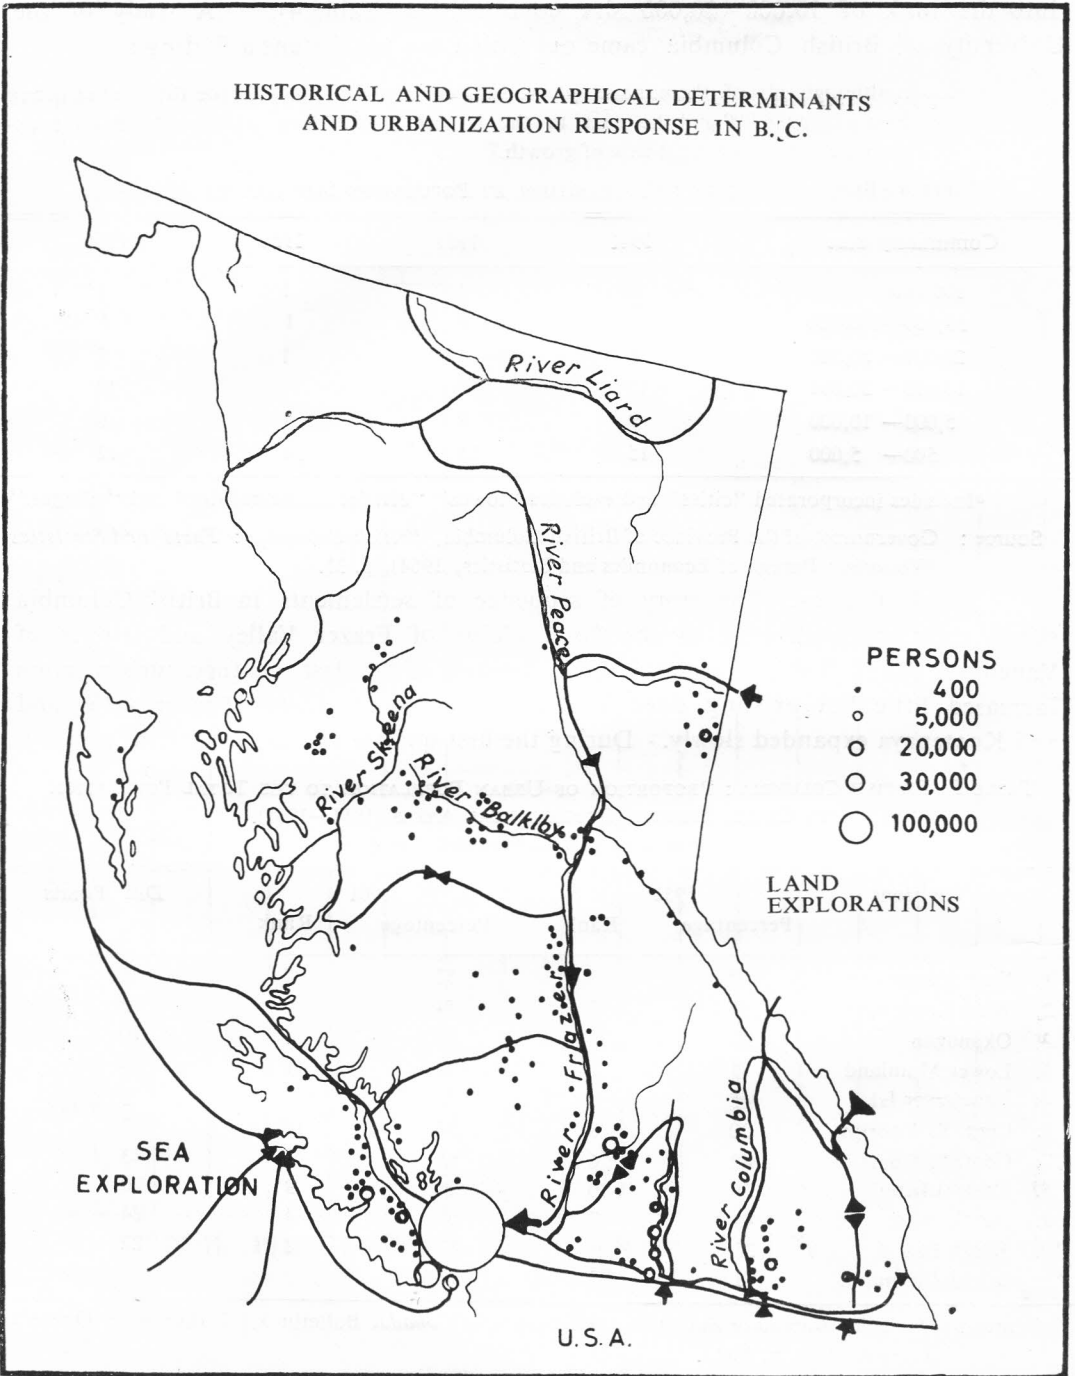 HISTORICAL AND GEOGRAPHICAL DETERMINANTS
AND URBANIZATION RESPONSE IN B.C.
River Liard
River Peace
River Skeena
River Balklby
PERSONS
400
5,000
20,000
30,000
100,000
LAND
EXPLORATIONS
River Frazer
River Columbia
SEA
EXPLORATION
U.S.A.